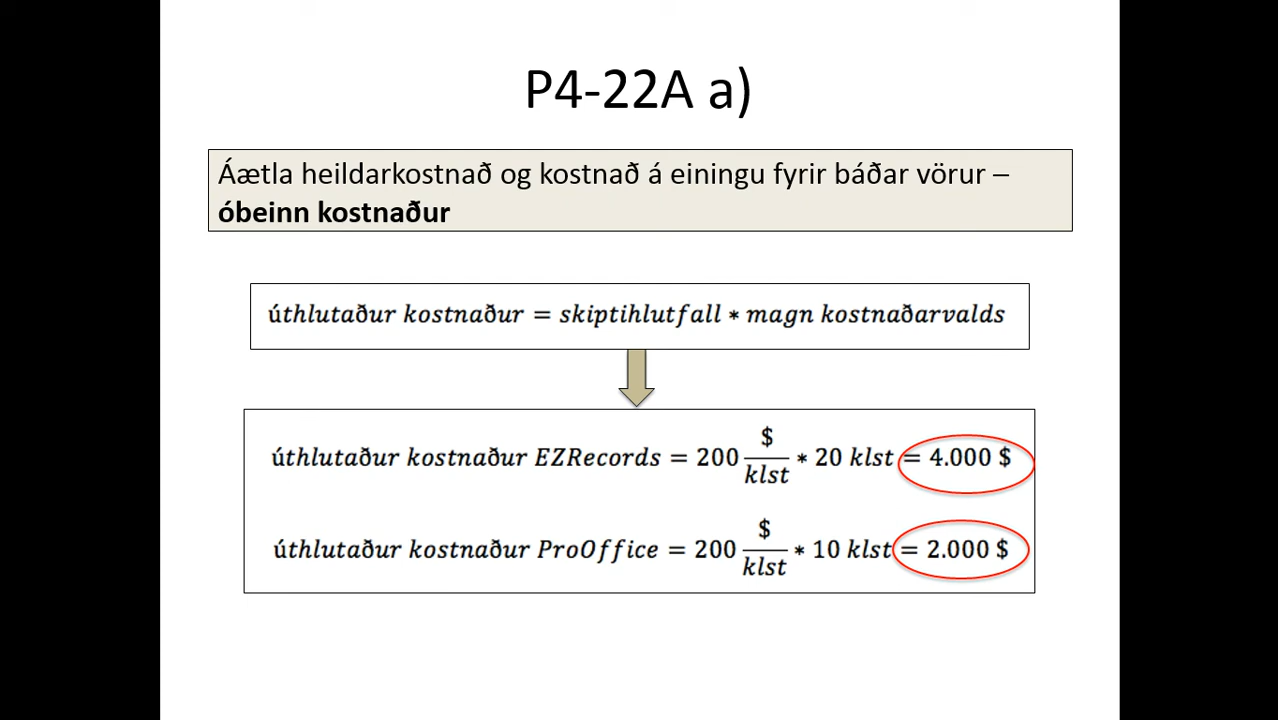 P4-22A a)
Áætla heildarkostnað og kostnað á einingu fyrir báðar vörur –
óbeinn kostnaður
úthlutaður kostnaður = skiptihlutfall * magn kostnaðarvalds
úthlutaður kostnaður EZRecords = 200 $/klst * 20 klst = 4.000 $
úthlutaður kostnaður ProOffice = 200 $/klst * 10 klst = 2.000 $